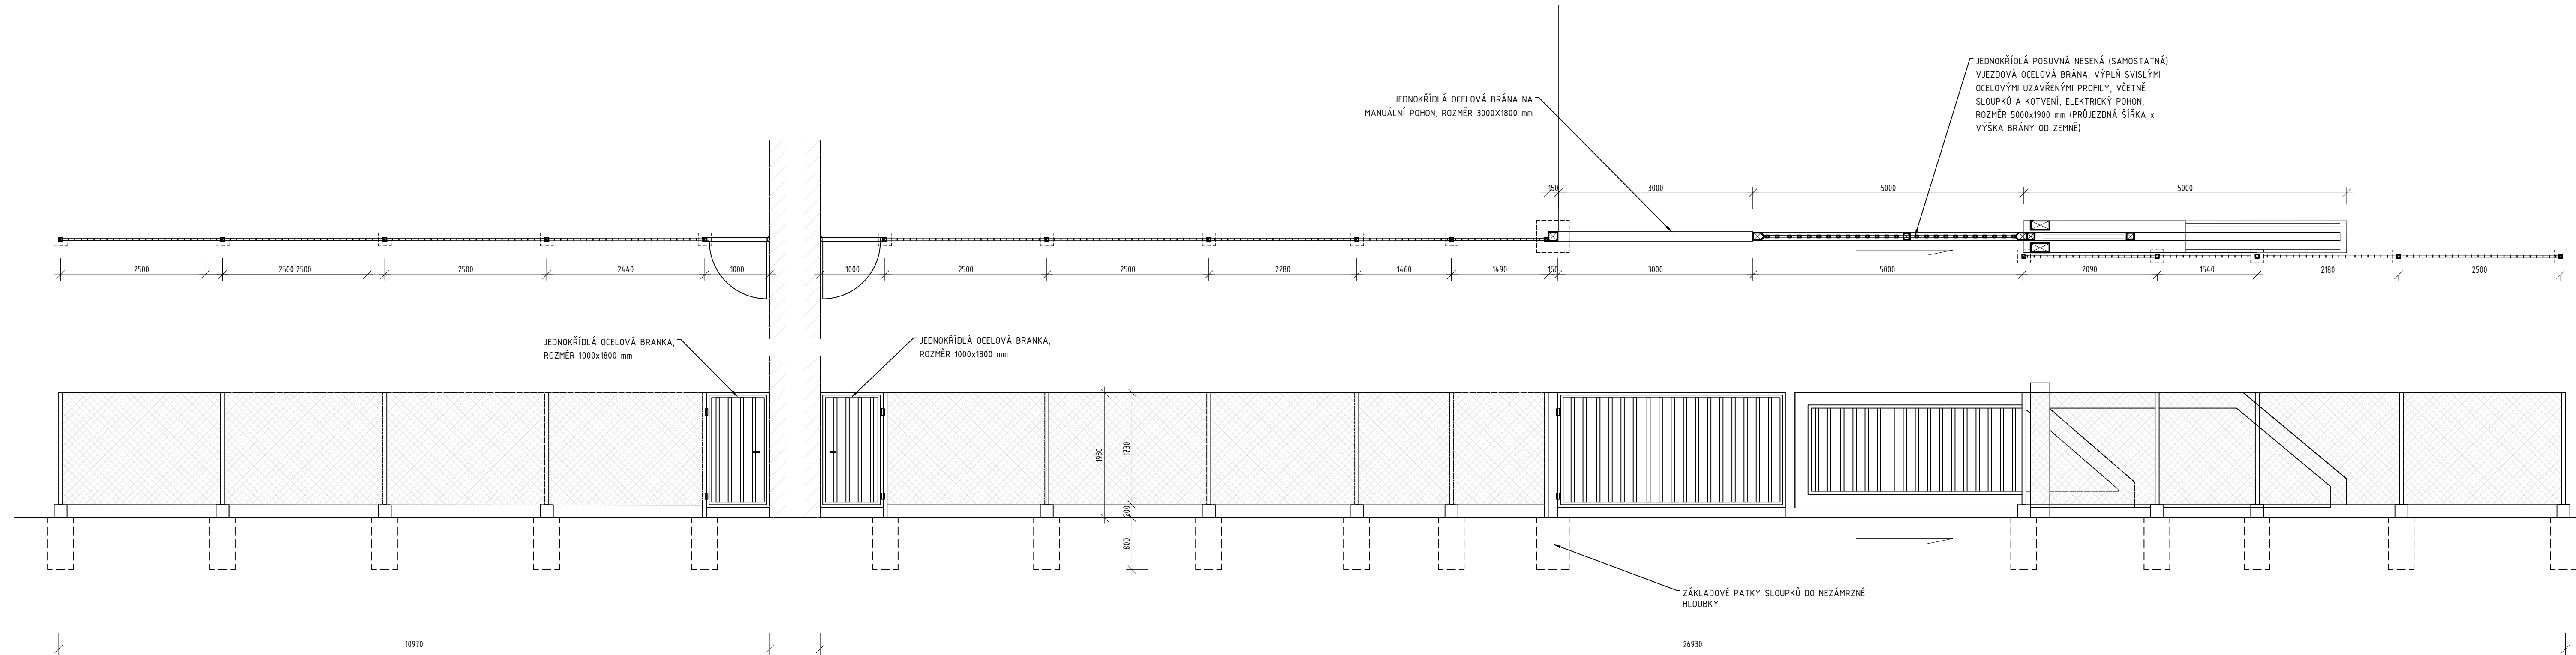 JEDNOKŘÍDLÁ POSUVNÁ NESENÁ (SAMOSTATNÁ)
VJEZDOVÁ OCELOVÁ BRÁNA, VÝPLŇ SVISLÝMI
OCELOVÝMI UZAVŘENÝMI PROFILY, VČETNĚ
SLOUPKŮ A KOTVENÍ, ELEKTRICKÝ POHON,
ROZMĚR 5000x1900 mm (PRŮJEZDNÁ ŠÍŘKA x
VÝŠKA BRÁNY OD ZEMNĚ)
JEDNOKŘÍDLÁ OCELOVÁ BRÁNA NA
MANUÁLNÍ POHON, ROZMĚR 3000X1800 mm
150 3000 5000 5000
2500 2500 2500 2500 2440 1000 1000 2500 2500 2280 1460 1490 150 3000 5000 2090 1540 2180 2500
JEDNOKŘÍDLÁ OCELOVÁ BRANKA,
ROZMĚR 1000x1800 mm
JEDNOKŘÍDLÁ OCELOVÁ BRANKA,
ROZMĚR 1000x1800 mm
1930
1730
200
800
ZÁKLADOVÉ PATKY SLOUPKŮ DO NEZÁMRZNÉ
HLOUBKY
10970 26930